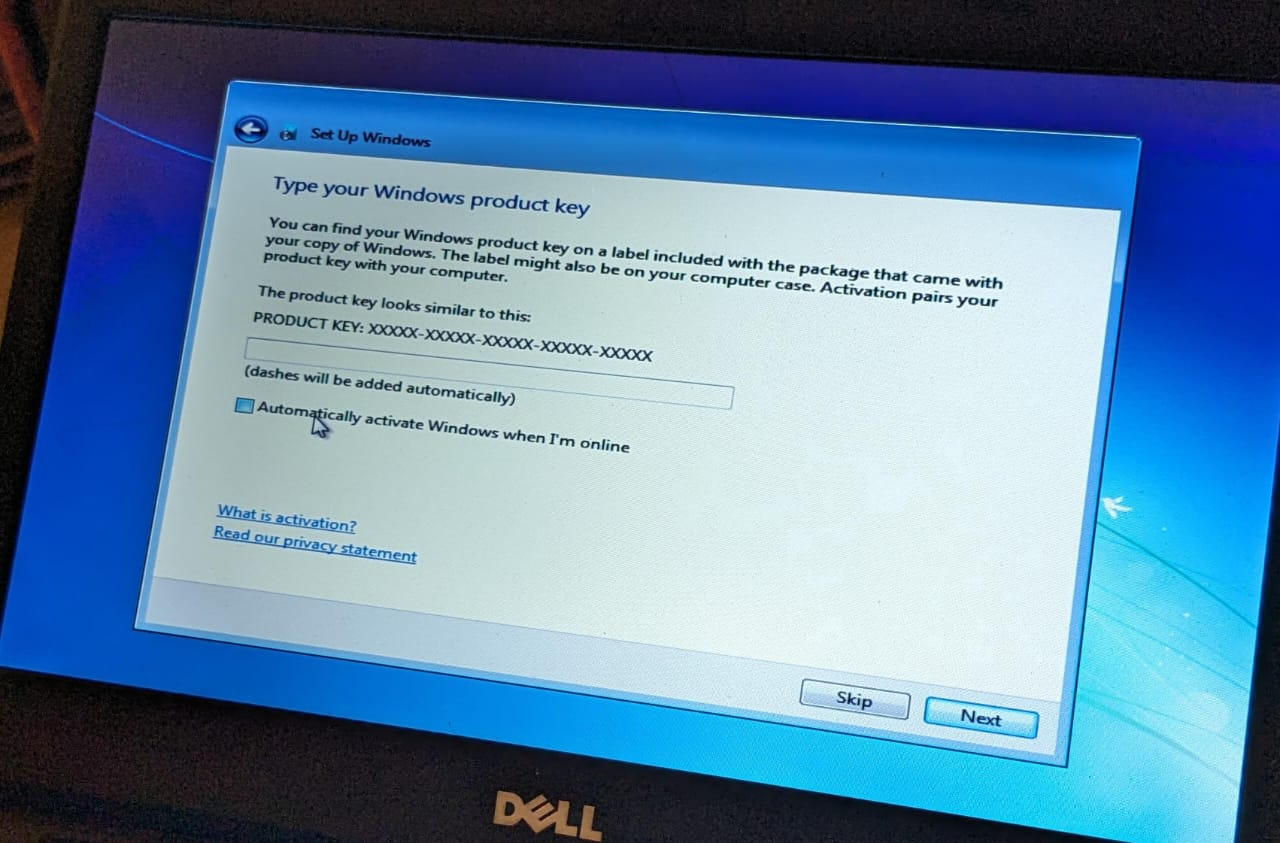 Set Up Windows
Type your Windows product key
You can find your Windows product key on a label included with the package that came with
your copy of Windows. The label might also be on your computer case. Activation pairs your
product key with your computer.
The product key looks similar to this:
PRODUCT KEY: XXXXX-XXXXX-XXXXX-XXXXX-XXXXX
(dashes will be added automatically)
Automatically activate Windows when I'm online
What is activation?
Read our privacy statement
Skip
Next
DELL